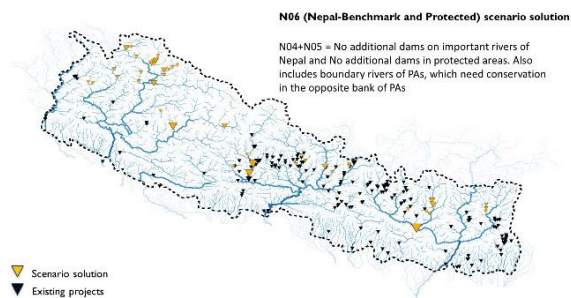 N06 (Nepal-Benchmark and Protected) scenario solution
N04+N05 = No additional dams on important rivers of
Nepal and No additional dams in protected areas. Also
includes boundary rivers of PAs, which need conservation
in the opposite bank of PAs
Scenario solution
Existing projects